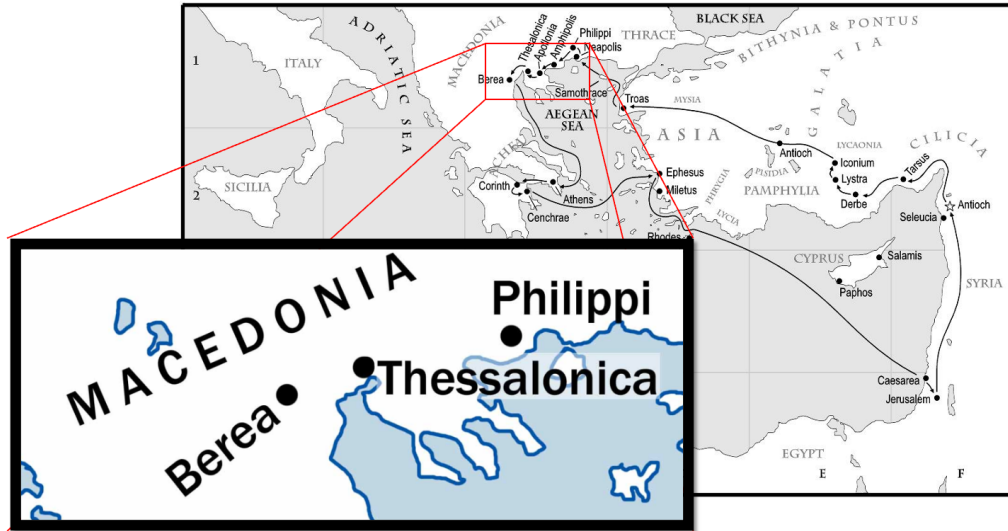 BLACK SEA
ADRIATIC SEA
MACEDONIA
Thesalonica
Apollonia
Amphipolis
Philippi
Neapolis
THRACE
BITHYNIA & PONTUS
1
ITALY
Berea
Samothrace
Troas
MYSIA
GALATIA
AEGEAN
SEA
ASIA
CILICIA
Antioch
LYCAONIA
Iconium
PISIDIA
Lystra
Tarsus
SICILIA
2
Corinth
Athens
Cenchrae
Ephesus
Miletus
PHRYGIA
PAMPHYLIA
Derbe
Antioch
Seleucia
LYCIA
Rhodes
CYPRUS
Salamis
Paphos
SYRIA
Caesarea
Jerusalem
EGYPT
E
F
MACEDONIA
Philippi
Thessalonica
Berea